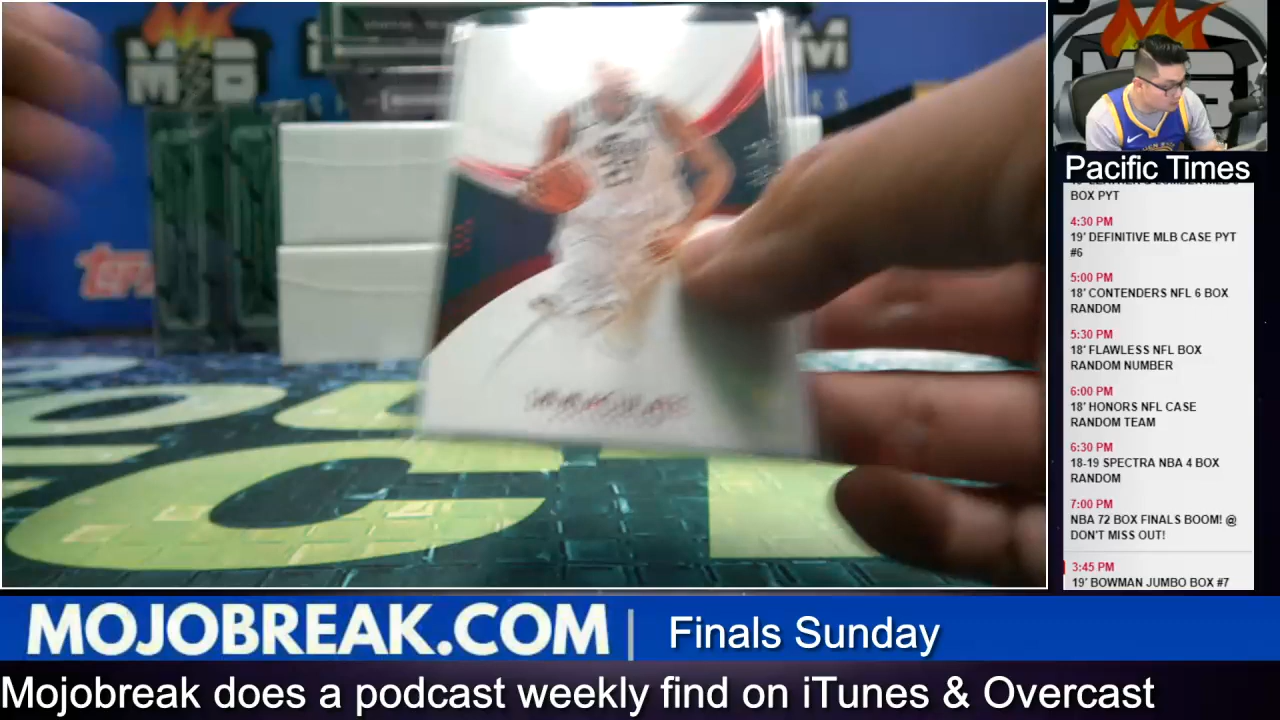 MB
topps
Pacific Times
BOX PYT
4:30 PM
19' DEFINITIVE MLB CASE PYT
#6
5:00 PM
18' CONTENDERS NFL 6 BOX
RANDOM
5:30 PM
18' FLAWLESS NFL BOX
RANDOM NUMBER
6:00 PM
18' HONORS NFL CASE
RANDOM TEAM
6:30 PM
18-19 SPECTRA NBA 4 BOX
RANDOM
7:00 PM
NBA 72 BOX FINALS BOOM! @
DON'T MISS OUT!
3:45 PM
19' BOWMAN JUMBO BOX #7
MOJOBREAK.COM | Finals Sunday
Mojobreak does a podcast weekly find on iTunes & Overcast